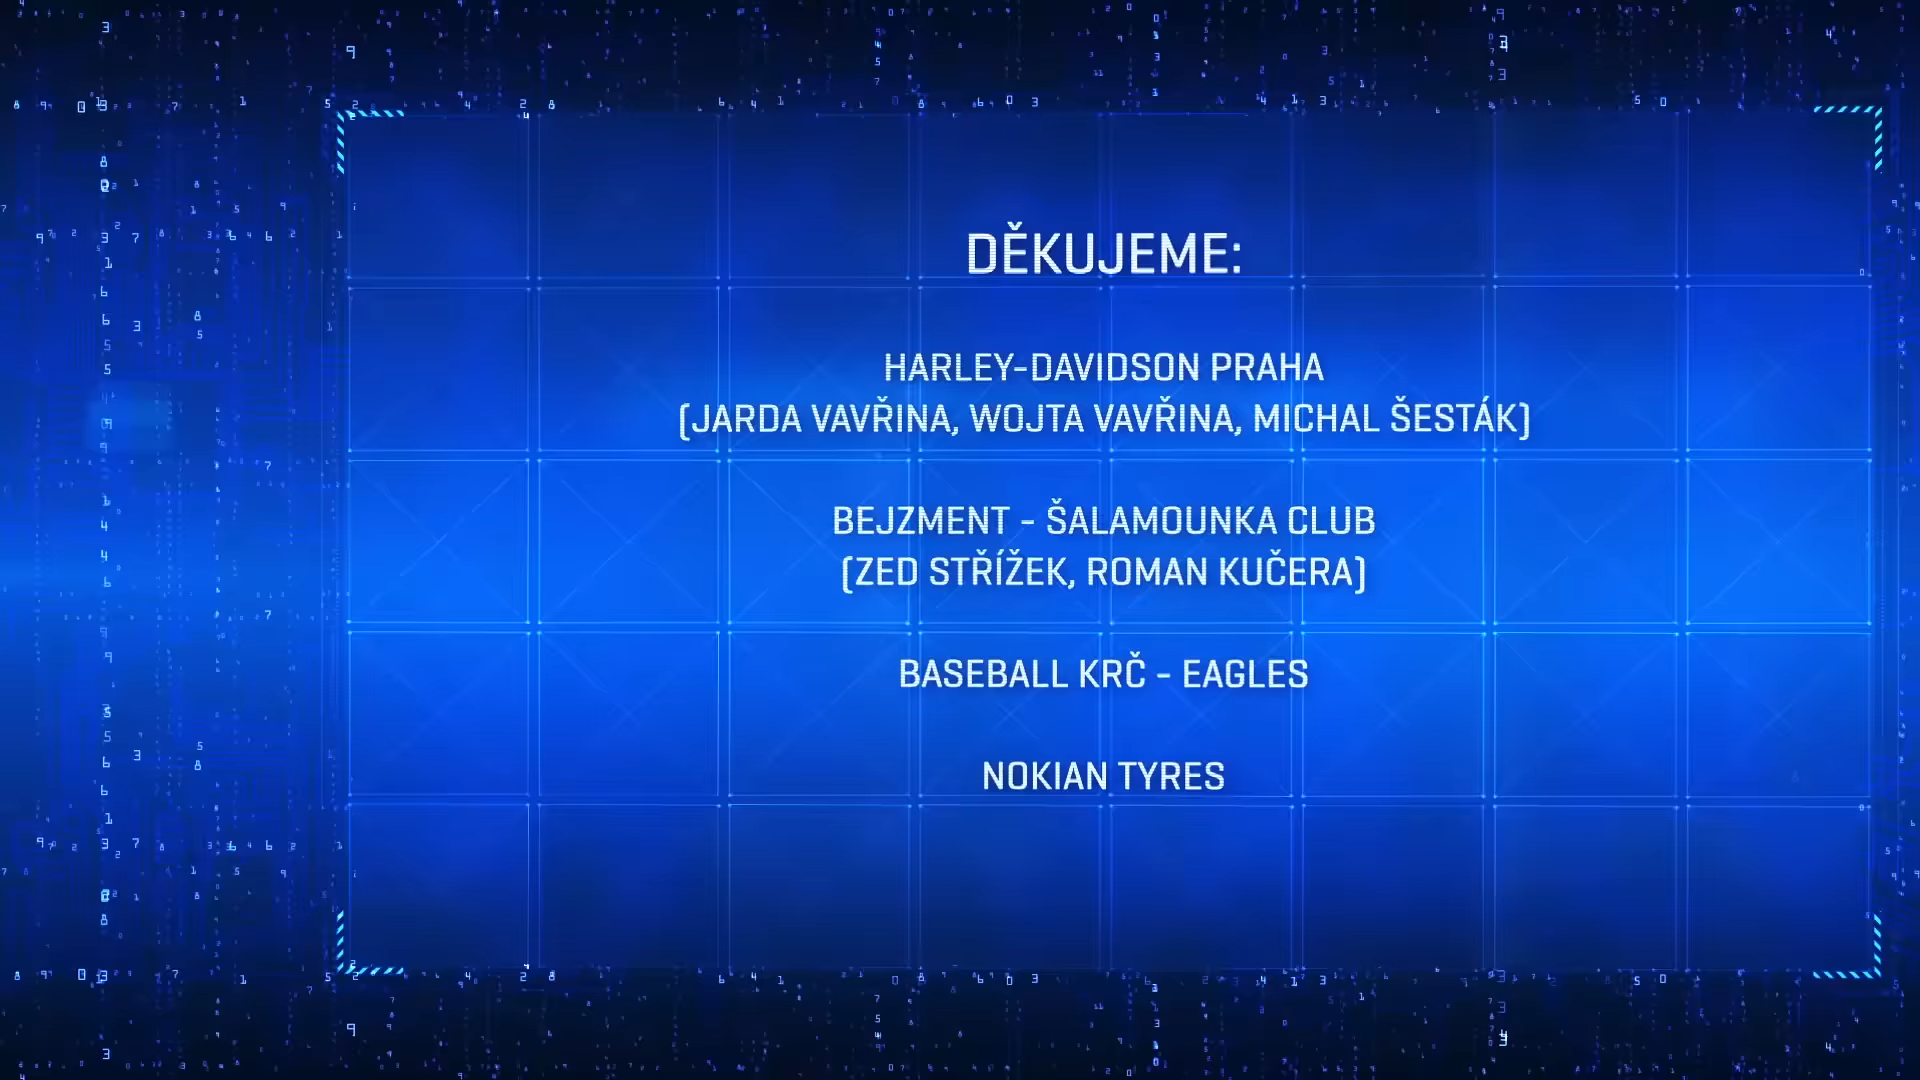 DĚKUJEME:
HARLEY-DAVIDSON PRAHA
(JARDA VAVŘINA, WOJTA VAVŘINA, MICHAL ŠESTÁK)
BEJZMENT - ŠALAMOUNKA CLUB
(ZED STŘÍŽEK, ROMAN KUČERA)
BASEBALL KRČ - EAGLES
NOKIAN TYRES